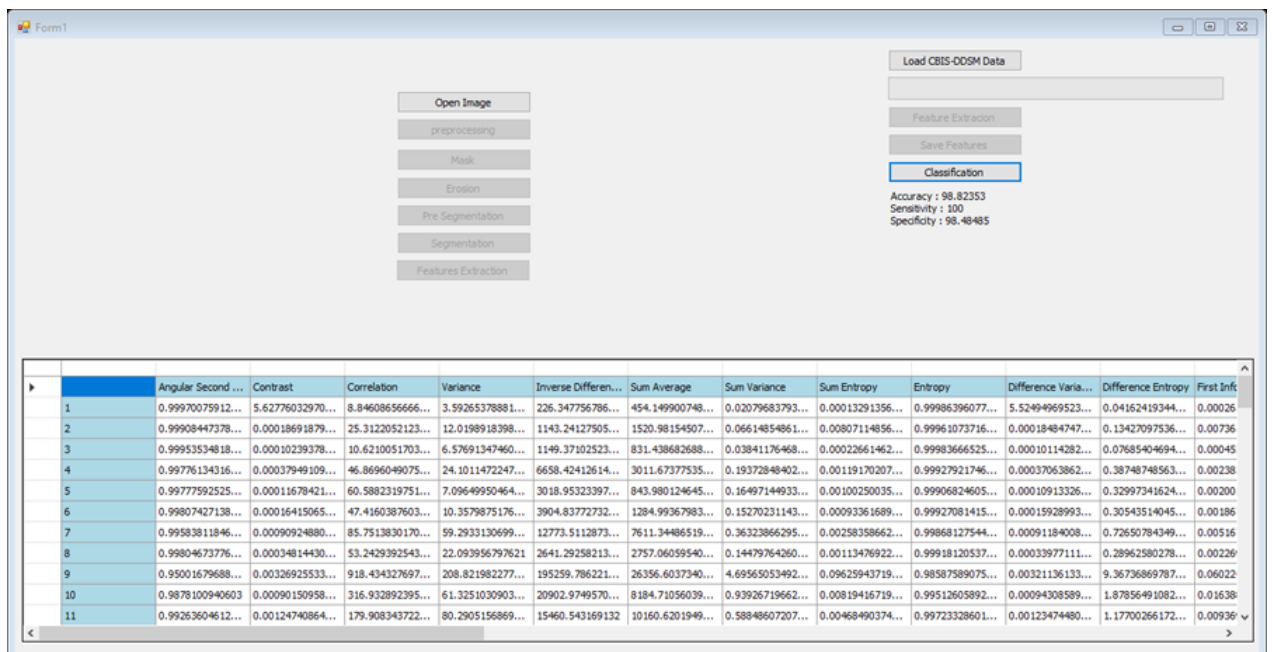 Form1
Load CBIS-DDSM Data
Open Image
preprocessing
Mask
Erosion
Pre Segmentation
Segmentation
Features Extraction
Feature Extracion
Save Features
Classification
Accuracy : 98.82353
Sensitivity : 100
Specificity : 98.48485
Angular Second ... Contrast Correlation Variance Inverse Differen... Sum Average Sum Variance Sum Entropy Entropy Difference Varia... Difference Entropy First Info
1 0.99970075912... 5.62776032970... 8.84608656666... 3.59265378881... 226.347756786... 454.149900748... 0.02079683793... 0.00013291356... 0.99986396077... 5.52494969523... 0.04162419344... 0.00026
2 0.99908447378... 0.00018691879... 25.3122052123... 12.0198918398... 1143.24127505... 1520.98154507... 0.06614854861... 0.00807114856... 0.99961073716... 0.00018484747... 0.13427097536... 0.00736
3 0.99953534818... 0.00010239378... 10.6210051703... 6.57691347460... 1149.37102523... 831.438682688... 0.03841176468... 0.00022661462... 0.99983666525... 0.00010114282... 0.07685404694... 0.00045
4 0.99776134316... 0.00037949109... 46.8696049075... 24.1011472247... 6658.42412614... 3011.67377535... 0.19372848402... 0.00119170207... 0.99927921746... 0.00037063862... 0.38748748563... 0.00238
5 0.99777592525... 0.00011678421... 60.5882319751... 7.09649950464... 3018.95323397... 843.980124645... 0.16497144933... 0.00100250035... 0.99906824605... 0.00010913326... 0.32997341624... 0.00200
6 0.99807427138... 0.00016415065... 47.4160387603... 10.3579875176... 3904.83772732... 1284.99367983... 0.15270231143... 0.00093361689... 0.99927081415... 0.00015928993... 0.30543514045... 0.00186
7 0.99583811846... 0.00090924880... 85.7513830170... 59.2933130699... 12773.5112873... 7611.34486519... 0.36323866295... 0.00258358662... 0.99868127544... 0.00091184008... 0.72650784349... 0.00516
8 0.99804673776... 0.00034814430... 53.2429392543... 22.093956797621 2641.29258213... 2757.06059540... 0.14479764260... 0.00113476922... 0.99918120537... 0.00033977111... 0.28962580278... 0.00226
9 0.95001679688... 0.00326925533... 918.434327697... 208.821982277... 195259.786221... 26356.6037340... 4.69565053492... 0.09625943719... 0.98587589075... 0.00321136133... 9.36736869787... 0.06022
10 0.9878100940603 0.00090150958... 316.932892395... 61.3251030903... 20902.9749570... 8184.71056039... 0.93926719662... 0.00819416719... 0.99512605892... 0.00094308589... 1.87856491082... 0.01638
11 0.99263604612... 0.00124740864... 179.908343722... 80.2905156869... 15460.543169132 10160.6201949... 0.58848607207... 0.00468490374... 0.99723328601... 0.00123474480... 1.17700266172... 0.00936